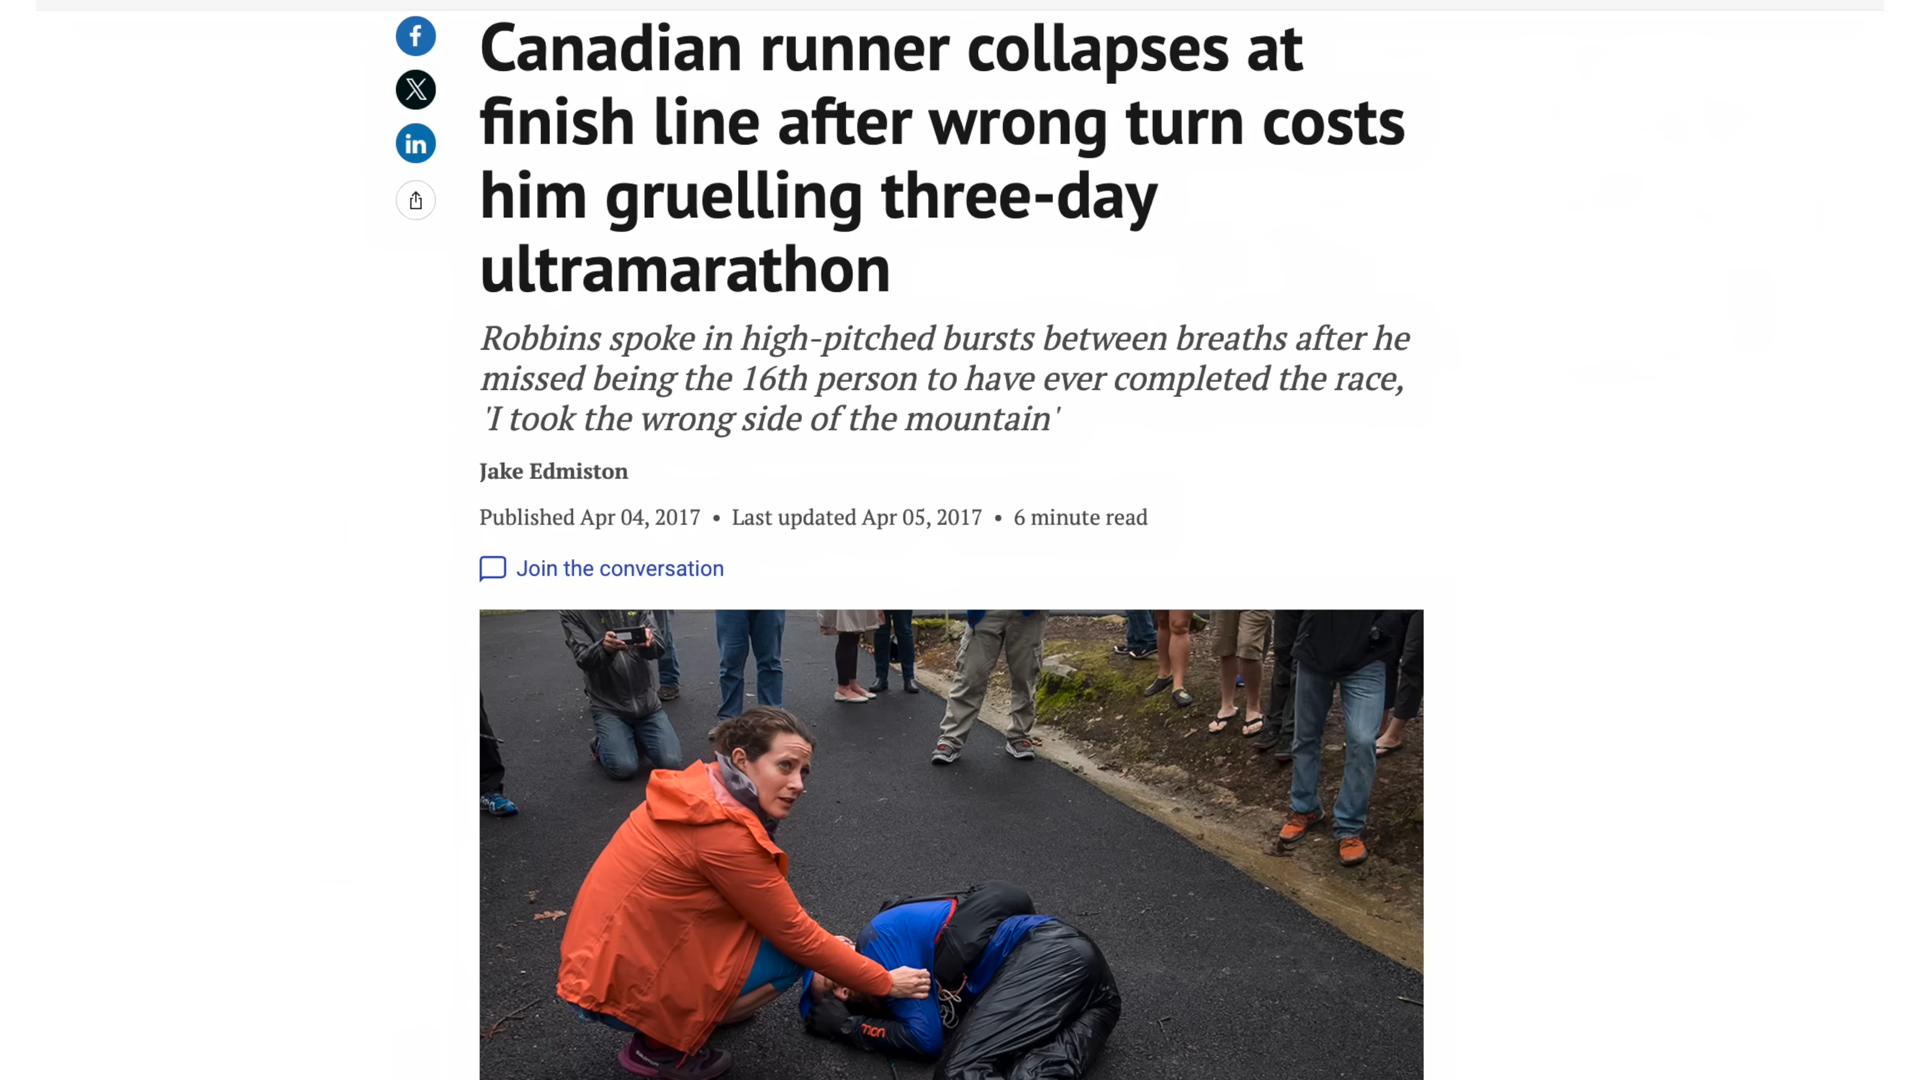 Canadian runner collapses at
finish line after wrong turn costs
him gruelling three-day
ultramarathon
Robbins spoke in high-pitched bursts between breaths after he
missed being the 16th person to have ever completed the race,
'I took the wrong side of the mountain'
Jake Edmiston
Published Apr 04, 2017 • Last updated Apr 05, 2017 • 6 minute read
Join the conversation
mon